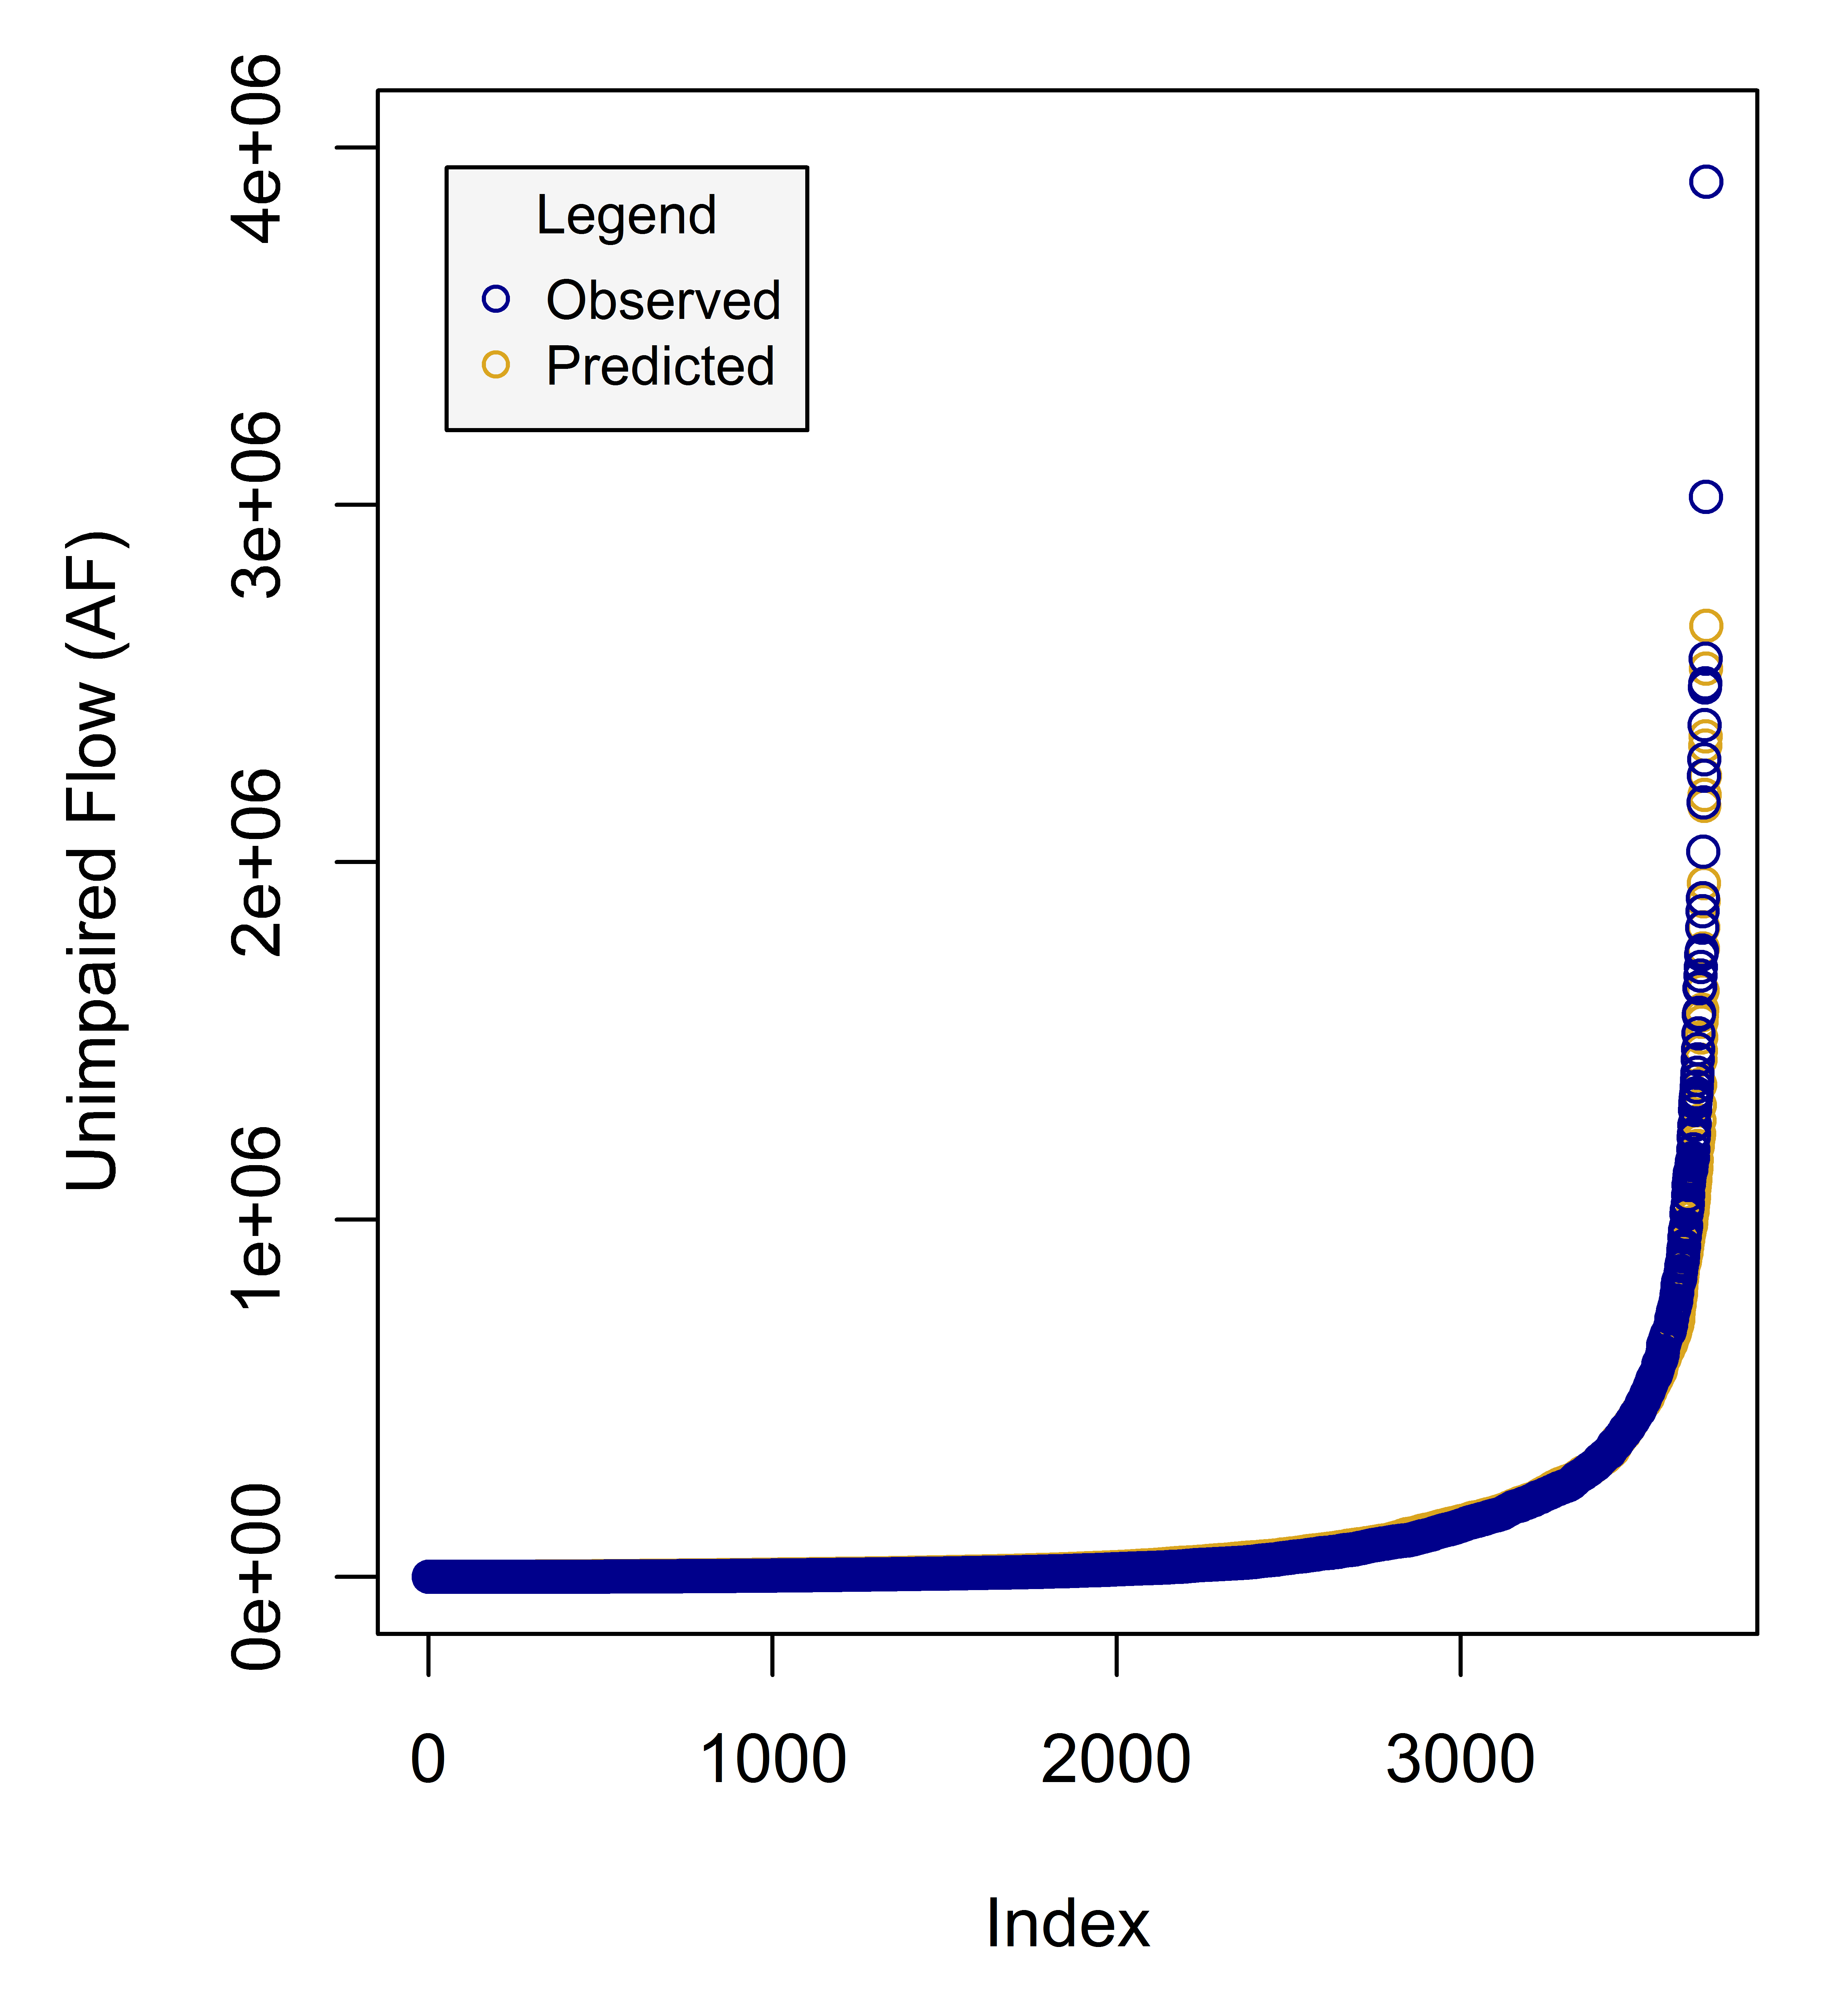 4e+06
3e+06
2e+06
1e+06
0e+00
Unimpaired Flow (AF)
Legend
Observed
Predicted
0 1000 2000 3000
Index